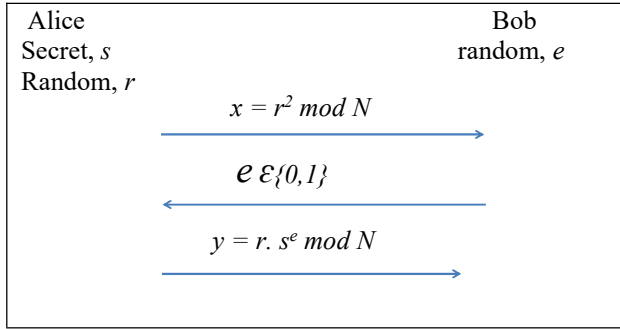 Alice
Bob
Secret, s
random, e
Random, r
x = r² mod N
e ε{0,1}
y = r. sᵉ mod N